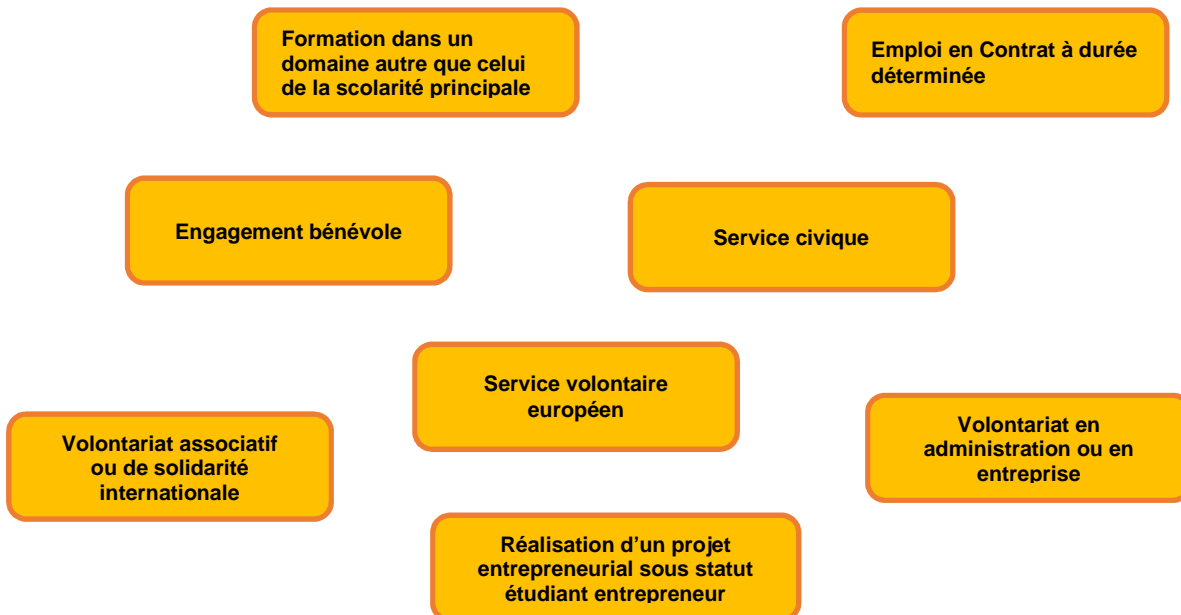 Formation dans un
domaine autre que celui
de la scolarité principale
Emploi en Contrat à durée
déterminée
Engagement bénévole
Service civique
Service volontaire
européen
Volontariat associatif
ou de solidarité
internationale
Volontariat en
administration ou en
entreprise
Réalisation d’un projet
entrepreneurial sous statut
étudiant entrepreneur